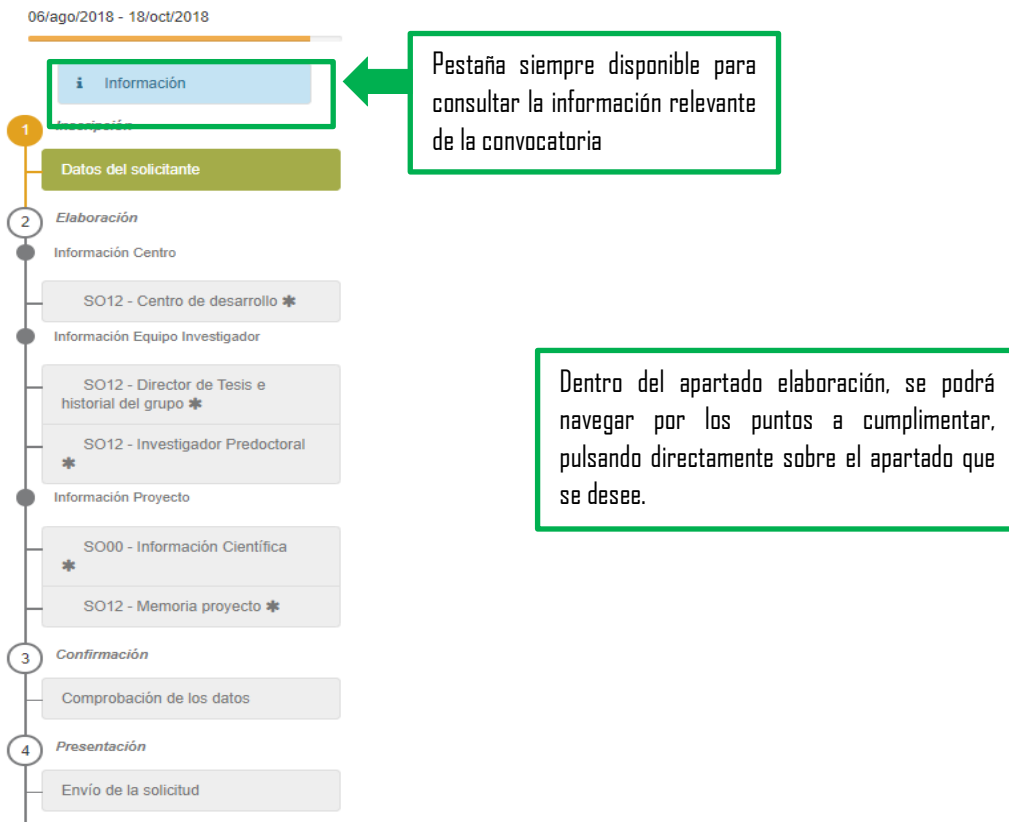 06/ago/2018 - 18/oct/2018
i Información
Pestaña siempre disponible para
consultar la información relevante
de la convocatoria
1
Inscripción
Datos del solicitante
2
Elaboración
Información Centro
SO12 - Centro de desarrollo ✱
Información Equipo Investigador
SO12 - Director de Tesis e
historial del grupo ✱
SO12 - Investigador Predoctoral
✱
Dentro del apartado elaboración, se podrá
navegar por los puntos a cumplimentar,
pulsando directamente sobre el apartado que
se desee.
Información Proyecto
SO00 - Información Científica
✱
SO12 - Memoria proyecto ✱
3
Confirmación
Comprobación de los datos
4
Presentación
Envío de la solicitud